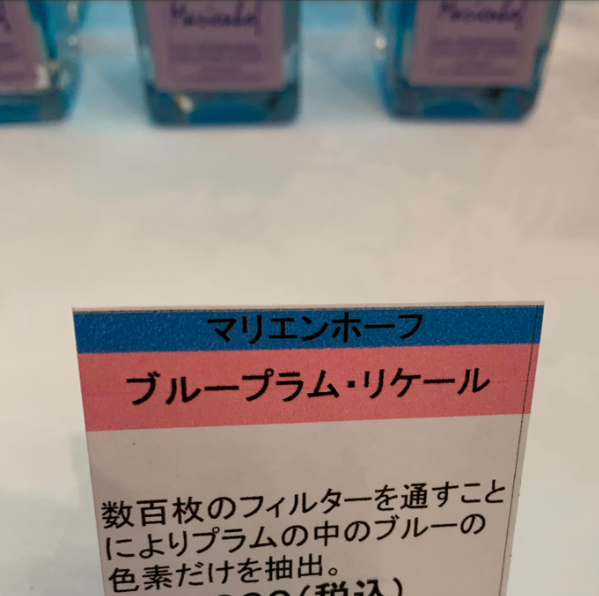 マリエンホーフ
ブループラム・リケール
数百枚のフィルターを通すこと
によりプラムの中のブルーの
色素だけを抽出。
(税込)